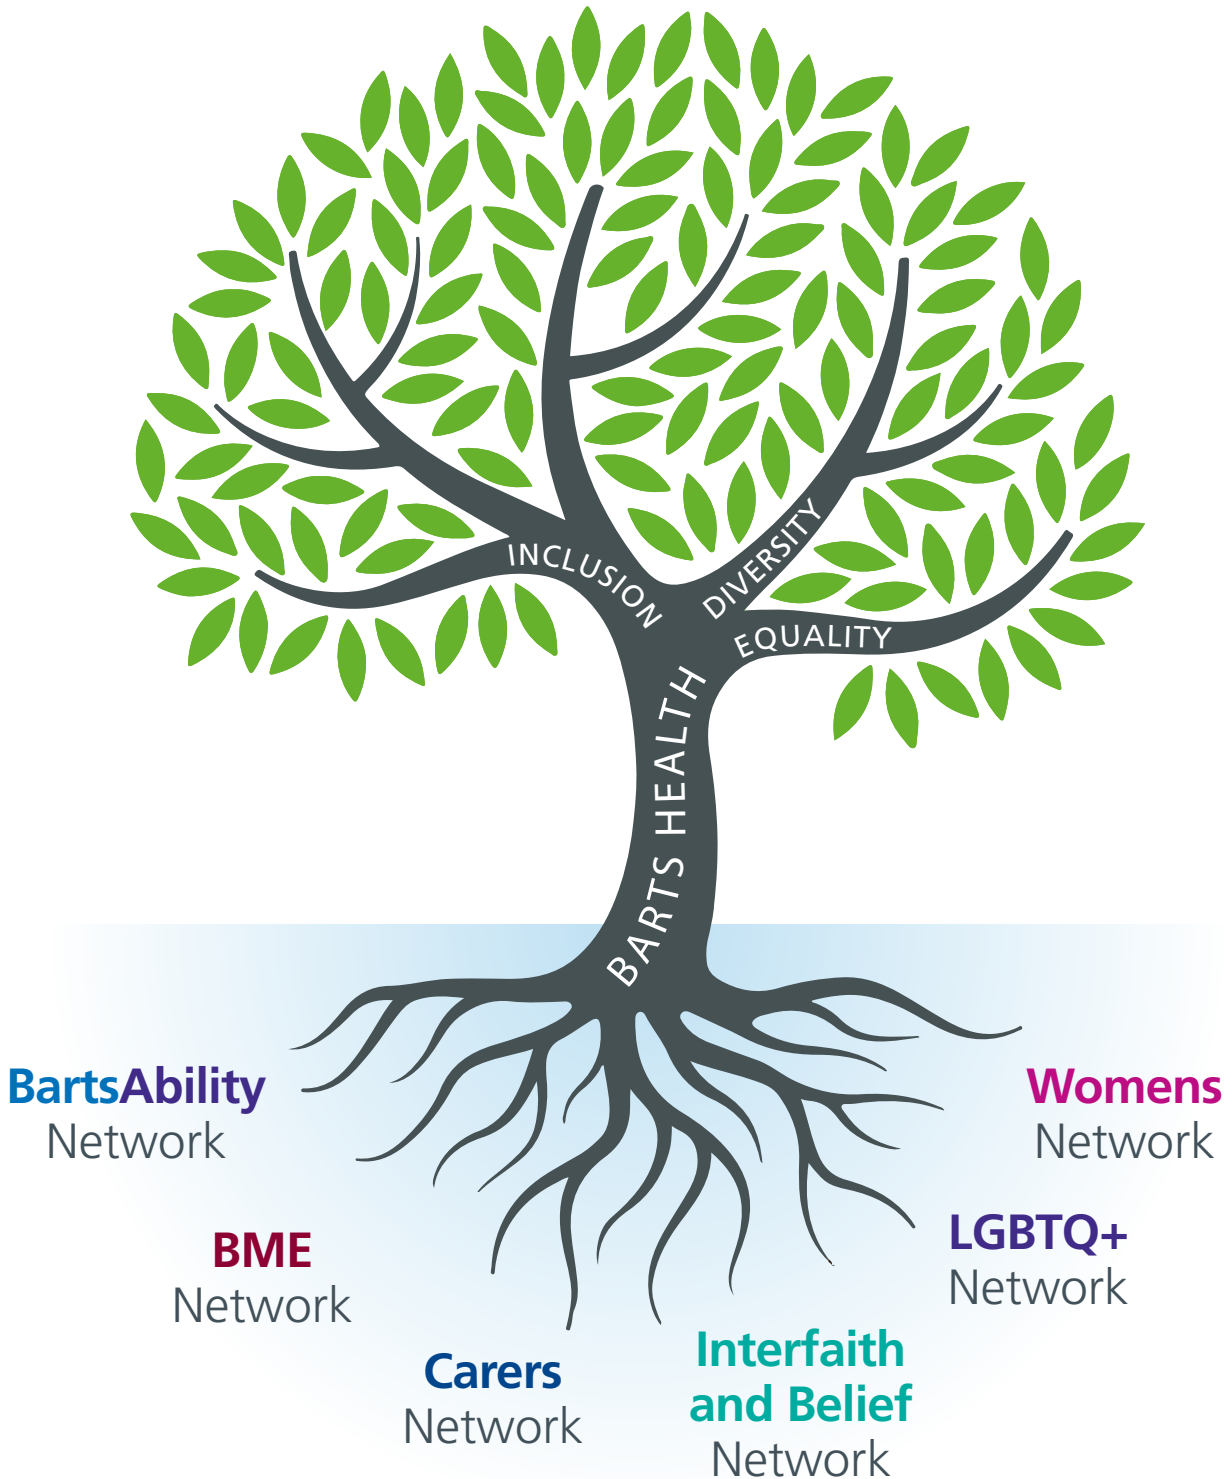 INCLUSION
DIVERSITY
EQUALITY
BARTS HEALTH
BartsAbility
Network
Womens
Network
BME
Network
LGBTQ+
Network
Carers
Network
Interfaith
and Belief
Network